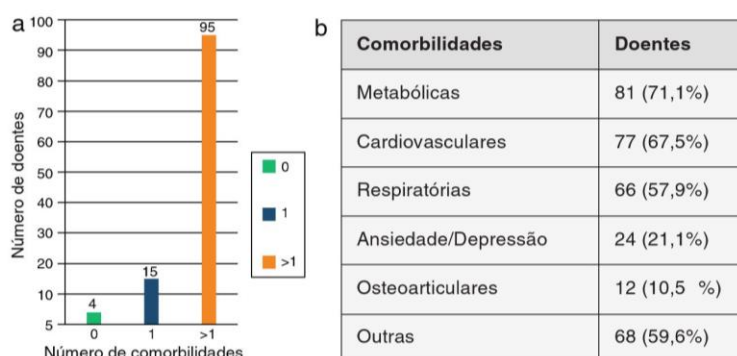 a
100
90
80
70
60
50
40
30
20
10
5
Número de doentes
4
15
95
0
1
>1
Número de comorbilidades
0
1
>1
b
Comorbilidades Doentes
Metabólicas 81 (71,1%)
Cardiovasculares 77 (67,5%)
Respiratórias 66 (57,9%)
Ansiedade/Depressão 24 (21,1%)
Osteoarticulares 12 (10,5 %)
Outras 68 (59,6%)